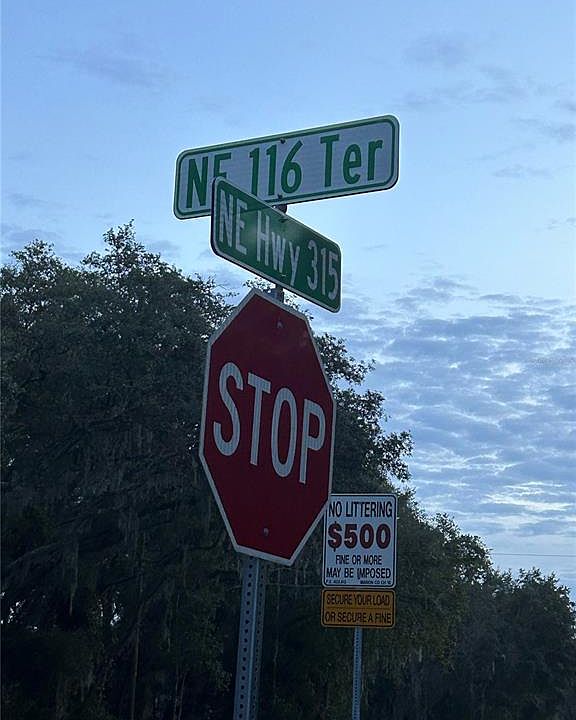 NE 116 Ter
NE Hwy 315
STOP
NO LITTERING
$500
FINE OR MORE
MAY BE IMPOSED
SECURE YOUR LOAD
OR SECURE A FINE